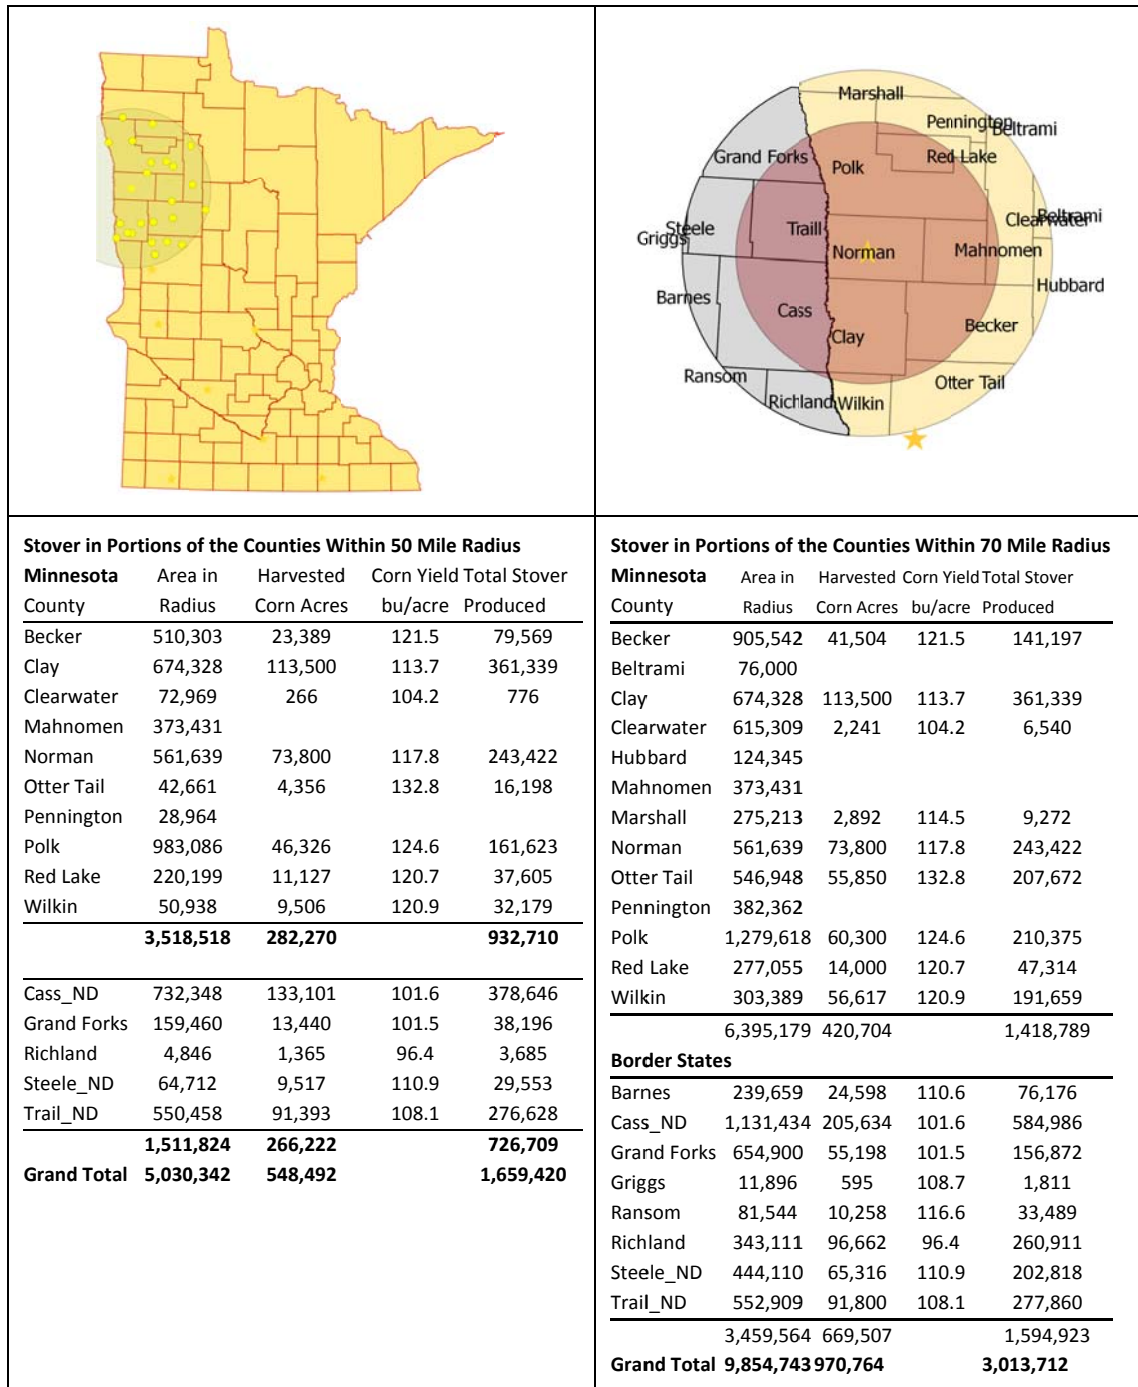 Marshall
Pennington
Beltrami
Grand Forks
Polk
Red Lake
Clearwater
Beltrami
Steele
Griggs
Traill
Norman
Mahnomen
Hubbard
Barnes
Cass
Clay
Becker
Ransom
Otter Tail
Richland
Wilkin
Stover in Portions of the Counties Within 50 Mile Radius
Minnesota Area in Harvested Corn Yield Total Stover
County Radius Corn Acres bu/acre Produced
Becker 510,303 23,389 121.5 79,569
Clay 674,328 113,500 113.7 361,339
Clearwater 72,969 266 104.2 776
Mahnomen 373,431
Norman 561,639 73,800 117.8 243,422
Otter Tail 42,661 4,356 132.8 16,198
Pennington 28,964
Polk 983,086 46,326 124.6 161,623
Red Lake 220,199 11,127 120.7 37,605
Wilkin 50,938 9,506 120.9 32,179
3,518,518 282,270 932,710
Cass_ND 732,348 133,101 101.6 378,646
Grand Forks 159,460 13,440 101.5 38,196
Richland 4,846 1,365 96.4 3,685
Steele_ND 64,712 9,517 110.9 29,553
Trail_ND 550,458 91,393 108.1 276,628
1,511,824 266,222 726,709
Grand Total 5,030,342 548,492 1,659,420
Stover in Portions of the Counties Within 70 Mile Radius
Minnesota Area in Harvested Corn Yield Total Stover
County Radius Corn Acres bu/acre Produced
Becker 905,542 41,504 121.5 141,197
Beltrami 76,000
Clay 674,328 113,500 113.7 361,339
Clearwater 615,309 2,241 104.2 6,540
Hubbard 124,345
Mahnomen 373,431
Marshall 275,213 2,892 114.5 9,272
Norman 561,639 73,800 117.8 243,422
Otter Tail 546,948 55,850 132.8 207,672
Pennington 382,362
Polk 1,279,618 60,300 124.6 210,375
Red Lake 277,055 14,000 120.7 47,314
Wilkin 303,389 56,617 120.9 191,659
6,395,179 420,704 1,418,789
Border States
Barnes 239,659 24,598 110.6 76,176
Cass_ND 1,131,434 205,634 101.6 584,986
Grand Forks 654,900 55,198 101.5 156,872
Griggs 11,896 595 108.7 1,811
Ransom 81,544 10,258 116.6 33,489
Richland 343,111 96,662 96.4 260,911
Steele_ND 444,110 65,316 110.9 202,818
Trail_ND 552,909 91,800 108.1 277,860
3,459,564 669,507 1,594,923
Grand Total 9,854,743 970,764 3,013,712